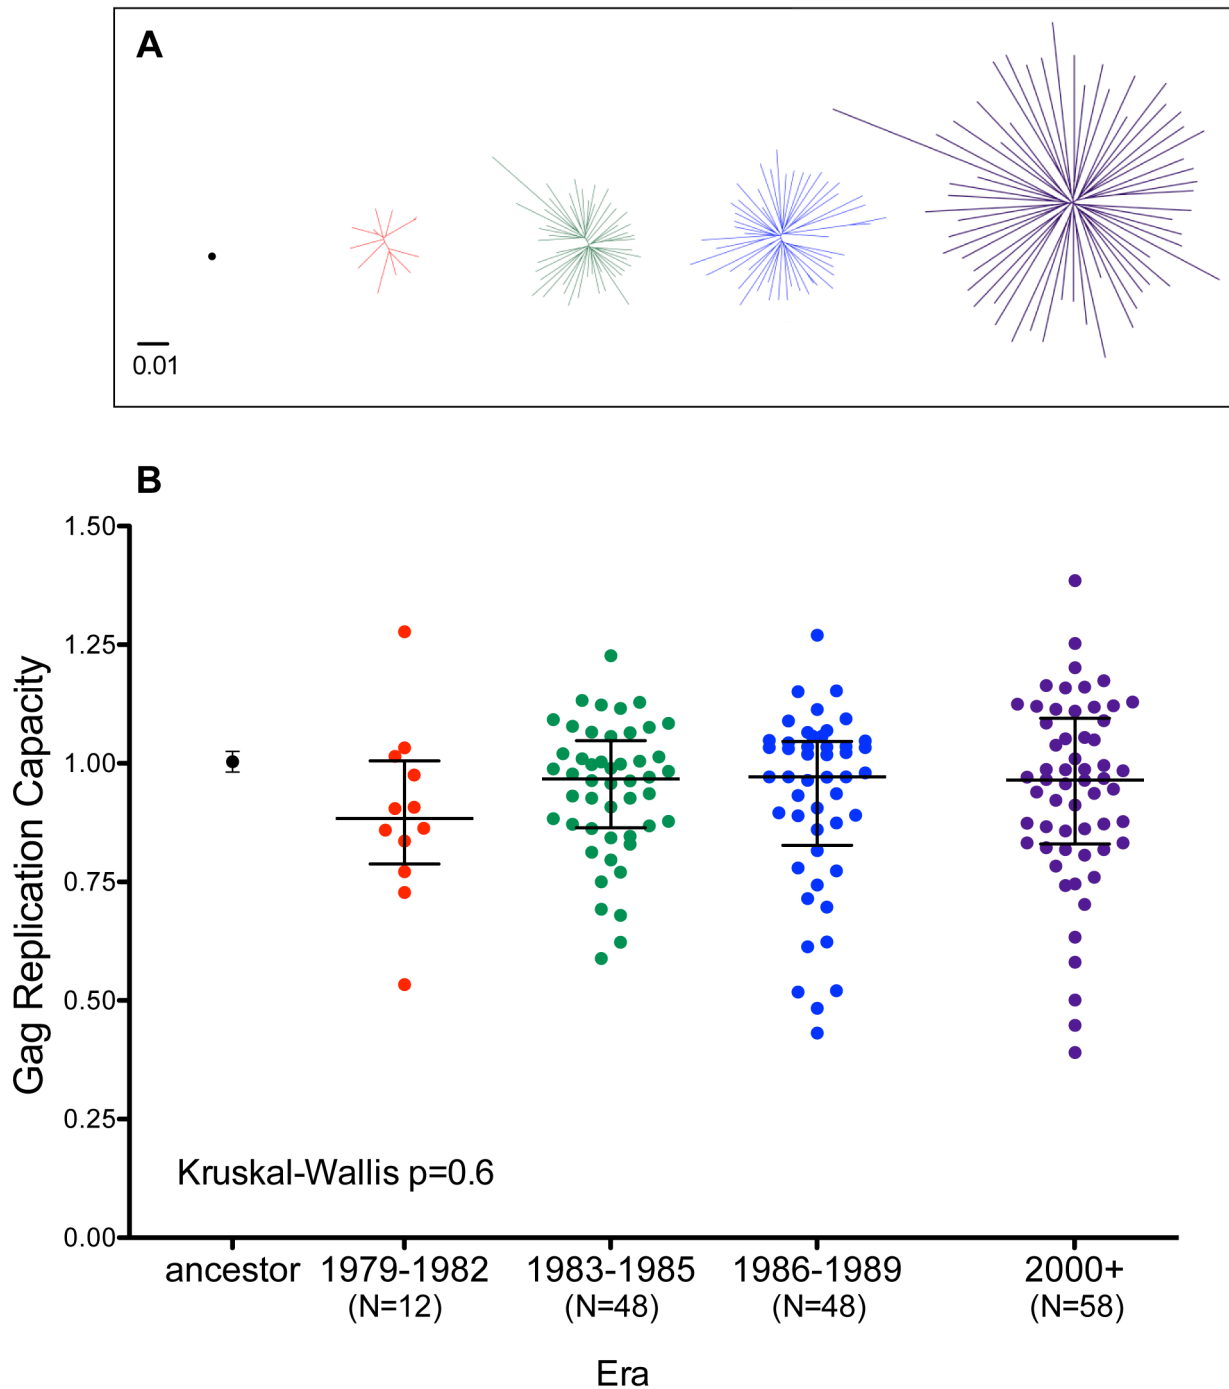 A
0.01
B
1.50
1.25
1.00
0.75
0.50
0.25
0.00
Gag Replication Capacity
Kruskal-Wallis p=0.6
ancestor 1979-1982 1983-1985 1986-1989 2000+
(N=12) (N=48) (N=48) (N=58)
Era